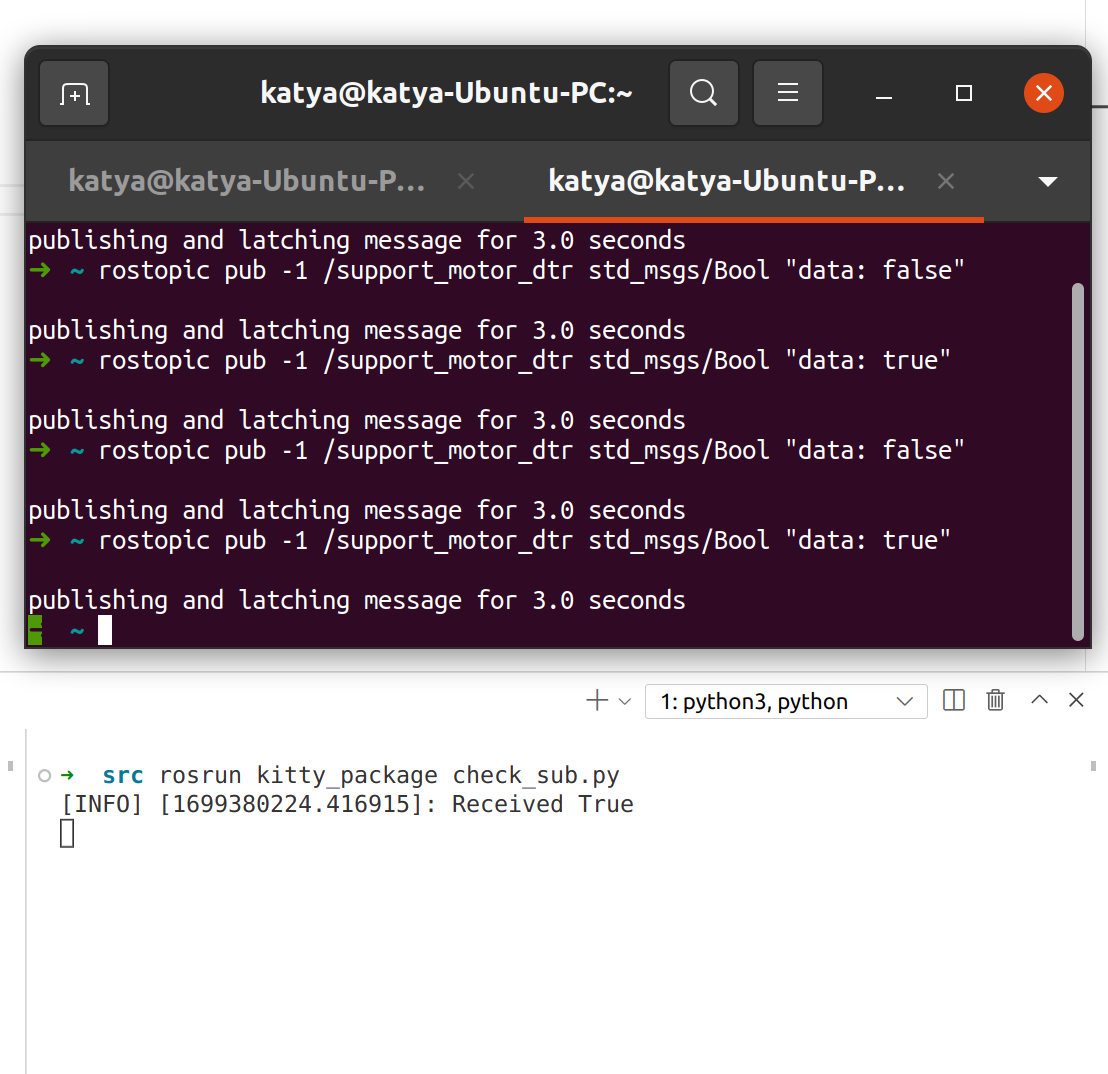 katya@katya-Ubuntu-PC:~
katya@katya-Ubuntu-P...
katya@katya-Ubuntu-P...
publishing and latching message for 3.0 seconds
➜ ~ rostopic pub -1 /support_motor_dtr std_msgs/Bool "data: false"
publishing and latching message for 3.0 seconds
➜ ~ rostopic pub -1 /support_motor_dtr std_msgs/Bool "data: true"
publishing and latching message for 3.0 seconds
➜ ~ rostopic pub -1 /support_motor_dtr std_msgs/Bool "data: false"
publishing and latching message for 3.0 seconds
➜ ~ rostopic pub -1 /support_motor_dtr std_msgs/Bool "data: true"
publishing and latching message for 3.0 seconds
➜ ~
1: python3, python
➜ src rosrun kitty_package check_sub.py
[INFO] [1699380224.416915]: Received True